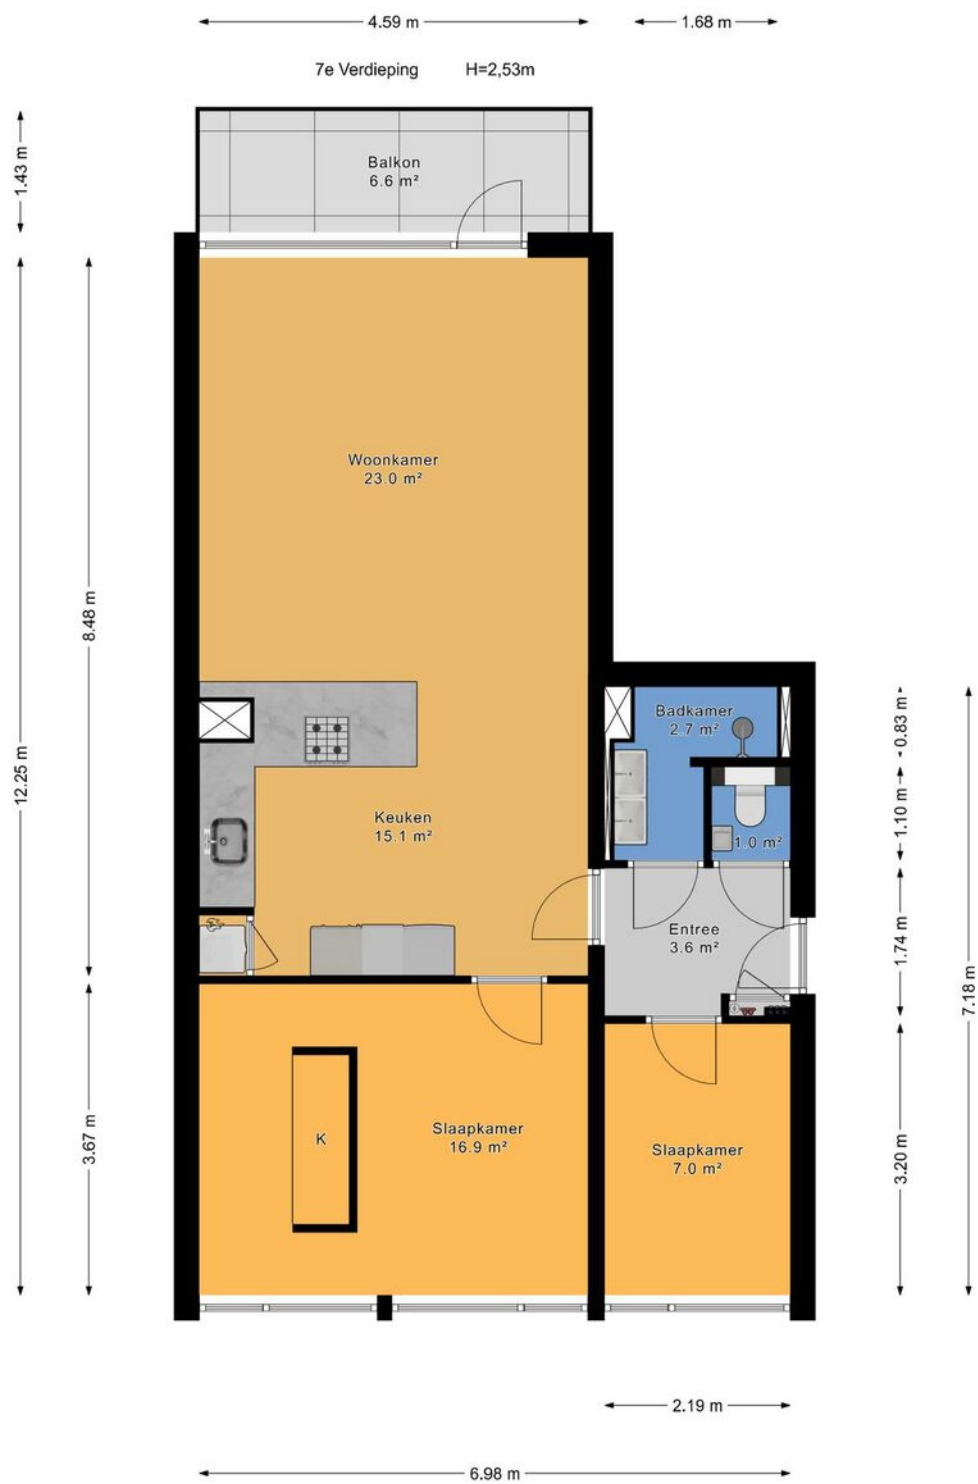 4.59 m
1.68 m
7e Verdieping H=2,53m
1.43 m
Balkon
6.6 m²
Woonkamer
23.0 m²
8.48 m
12.25 m
Badkamer
2.7 m²
0.83 m
1.10 m
Keuken
15.1 m²
1.0 m²
Entree
3.6 m²
1.74 m
7.18 m
Slaapkamer
16.9 m²
K
3.67 m
Slaapkamer
7.0 m²
3.20 m
2.19 m
6.98 m